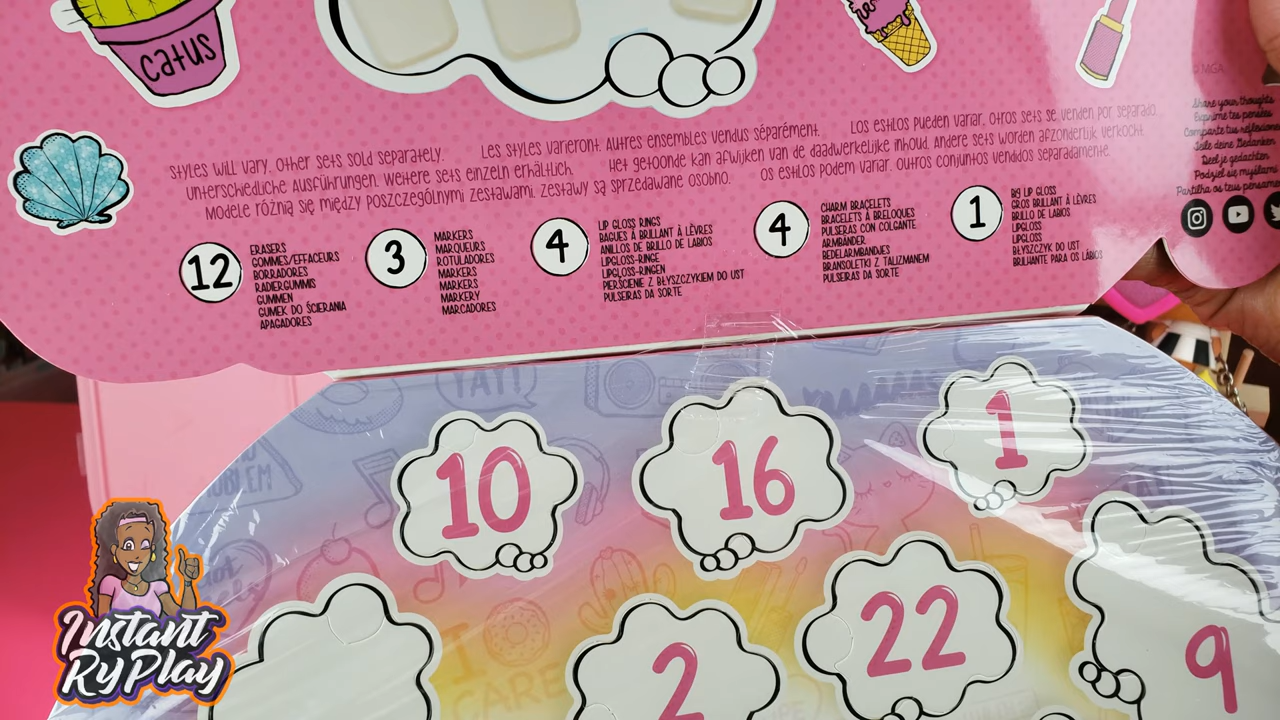 catus
© MGA
Share your thoughts
Exprime tes pensées
Comparte tus reflexiones
Teile deine Gedanken
Deel je gedachten
Podziel się myślami
Partilha os teus pensam
Styles will vary. Other sets sold separately. Les styles varieront. Autres ensembles vendus séparément. Los estilos pueden variar, otros sets se venden por separado.
Unterschiedliche Ausführungen. Weitere Sets einzeln erhältlich. Het getoonde kan afwijken van de daadwerkelijke inhoud. Andere sets worden afzonderlijk verkocht.
Modele różnią się między poszczególnymi zestawami. Zestawy są sprzedawane osobno. Os estilos podem variar. Outros conjuntos vendidos separadamente.
12
ERASERS
GOMMES/EFFACEURS
BORRADORES
RADIERGUMMIS
GUMMEN
GUMEK DO ŚCIERANIA
APAGADORES
3
MARKERS
MARQUEURS
ROTULADORES
MARKERS
MARKERS
MARKERY
MARCADORES
4
LIP GLOSS RINGS
BAGUES À BRILLANT À LÈVRES
ANILLOS DE BRILLO DE LABIOS
LIPGLOSS-RINGE
LIPGLOSS-RINGEN
PIERŚCIENIE Z BŁYSZCZYKIEM DO UST
PULSEIRAS DA SORTE
4
CHARM BRACELETS
BRACELETS À BRELOQUES
PULSERAS CON COLGANTE
ARMBÄNDER
BEDELARMBANDJES
BRANSOLETKI Z TALIZMANEM
PULSEIRAS DA SORTE
1
BIG LIP GLOSS
GROS BRILLANT À LÈVRES
BRILLO DE LABIOS
LIPGLOSS
LIPGLOSS
BŁYSZCZYK DO UST
BRILHANTE PARA OS LÁBIOS
YAY!
10
16
1
22
2
9
I
CARE
Instant
RyPlay